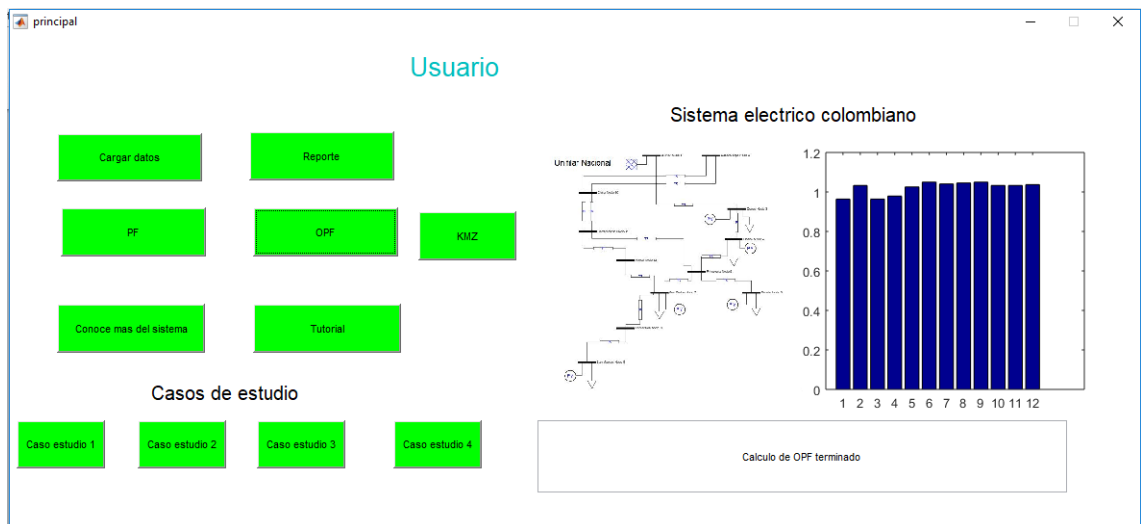 principal
Usuario
Sistema electrico colombiano
Cargar datos
Reporte
PF
OPF
KMZ
Conoce mas del sistema
Tutorial
Casos de estudio
Caso estudio 1
Caso estudio 2
Caso estudio 3
Caso estudio 4
Unifilar Nacional
1.2
1
0.8
0.6
0.4
0.2
0
1 2 3 4 5 6 7 8 9 10 11 12
Calculo de OPF terminado